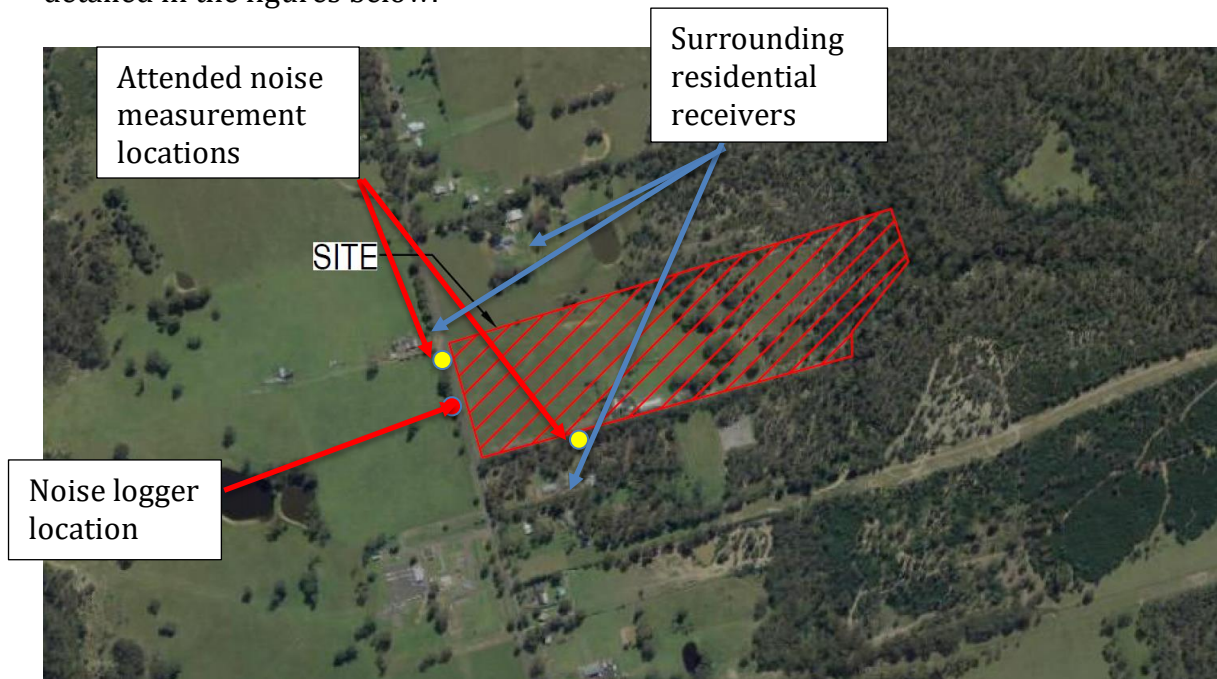 detailed in the figures below.
Attended noise
measurement
locations
Surrounding
residential
receivers
SITE
Noise logger
location